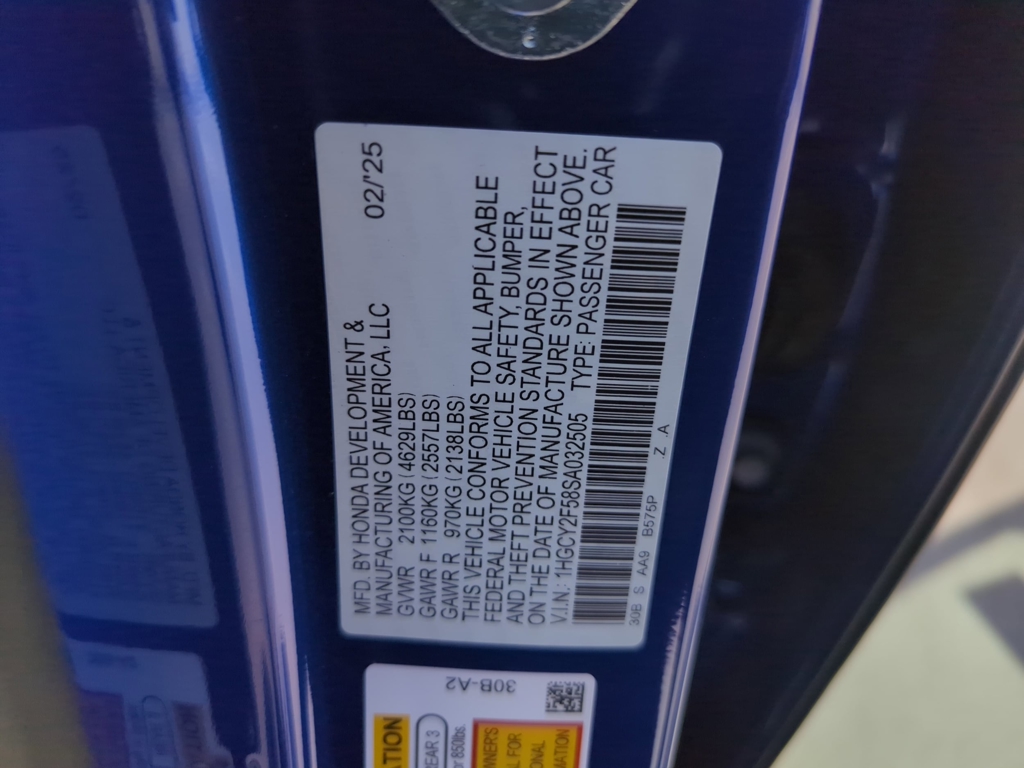 MFD. BY HONDA DEVELOPMENT &
MANUFACTURING OF AMERICA, LLC 02/'25
GVWR 2100KG (4629LBS)
GAWR F 1160KG (2557LBS)
GAWR R 970KG (2138LBS)
THIS VEHICLE CONFORMS TO ALL APPLICABLE
FEDERAL MOTOR VEHICLE SAFETY, BUMPER,
AND THEFT PREVENTION STANDARDS IN EFFECT
ON THE DATE OF MANUFACTURE SHOWN ABOVE.
V.I.N.: 1HGCY2F58SA032505 TYPE: PASSENGER CAR
30B S AA9 B575P .Z .A
30B-A2